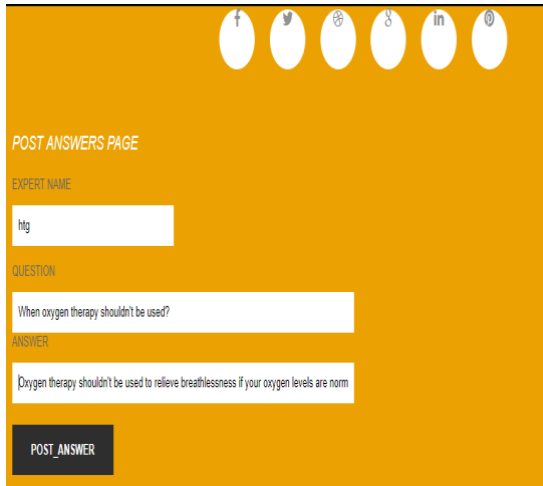 POST ANSWERS PAGE
EXPERT NAME
htg
QUESTION
When oxygen therapy shouldn't be used?
ANSWER
Oxygen therapy shouldn't be used to relieve breathlessness if your oxygen levels are norm
POST_ANSWER